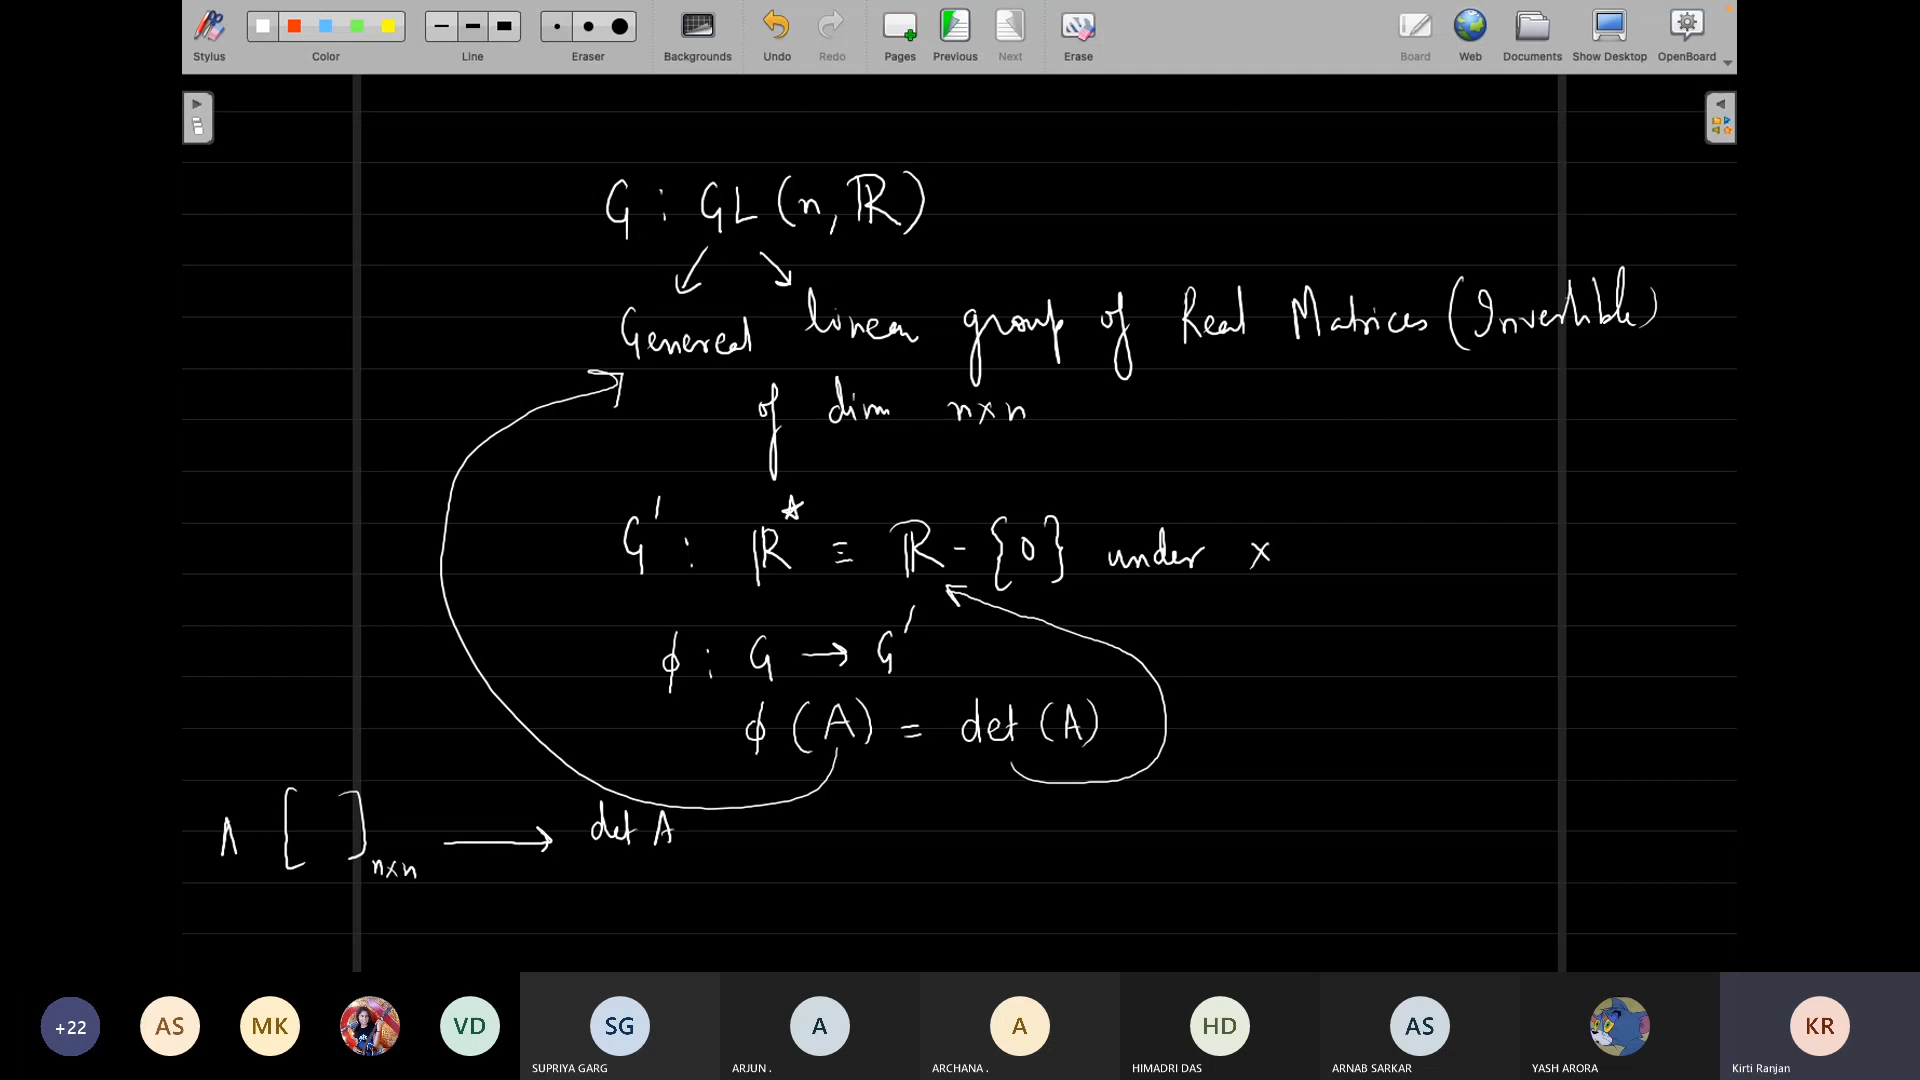 Stylus Color Line Eraser Backgrounds Undo Redo Pages Previous Next Erase Board Web Documents Show Desktop OpenBoard
G : GL (n, ℝ)
General linear group of Real Matrices (Invertible)
of dim n×n
G' : ℝ* ≡ ℝ - {0} under ×
ϕ : G → G'
ϕ (A) = det (A)
A [ ]n×n → det A
+22 AS MK VD SG A A HD AS KR
SUPRIYA GARG ARJUN . ARCHANA . HIMADRI DAS ARNAB SARKAR YASH ARORA Kirti Ranjan